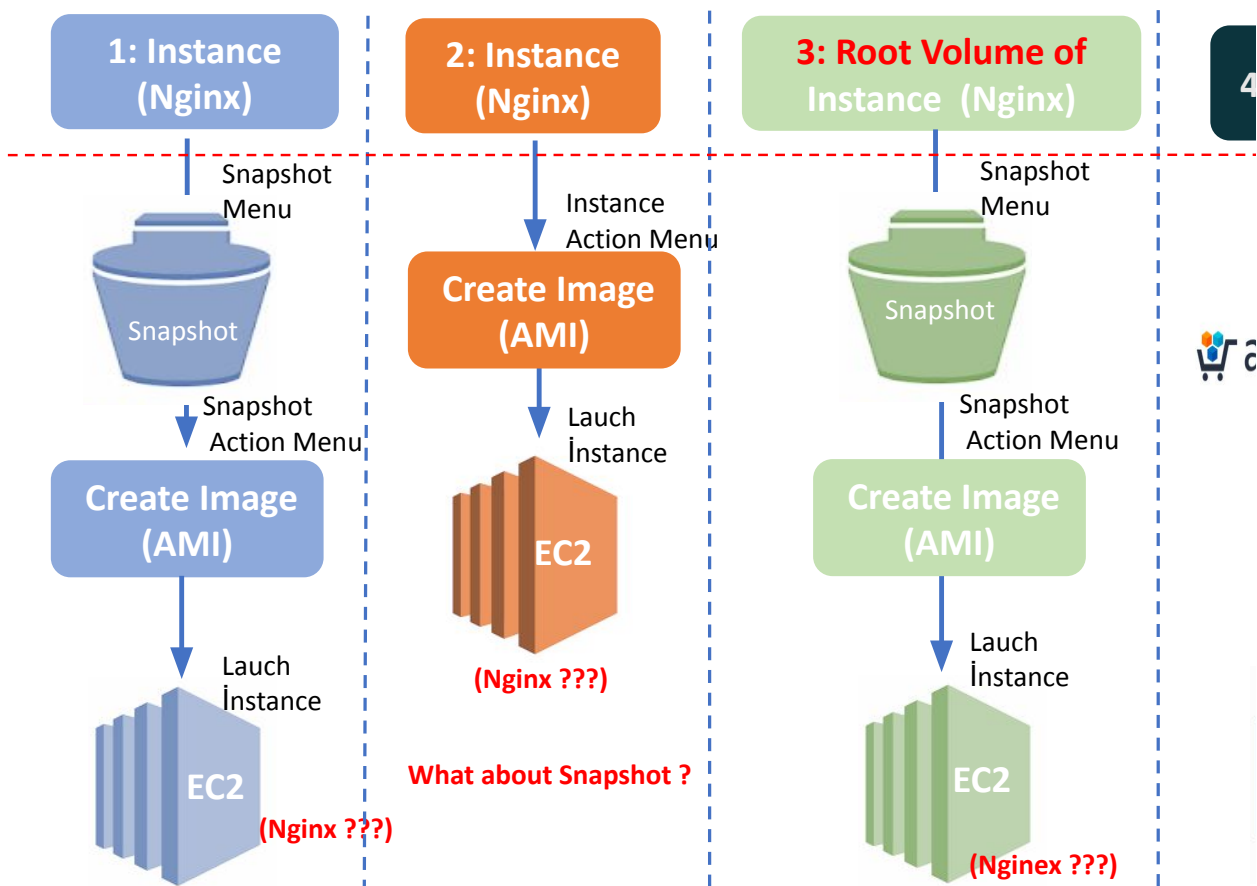 1: Instance
(Nginx)
Snapshot
Menu
Snapshot
Snapshot
Action Menu
Create Image
(AMI)
Lauch
İnstance
EC2
(Nginx ???)
2: Instance
(Nginx)
Instance
Action Menu
Create Image
(AMI)
Lauch
İnstance
EC2
(Nginx ???)
What about Snapshot ?
3: Root Volume of
Instance (Nginx)
Snapshot
Menu
Snapshot
Snapshot
Action Menu
Create Image
(AMI)
Lauch
İnstance
EC2
(Nginex ???)
4
a